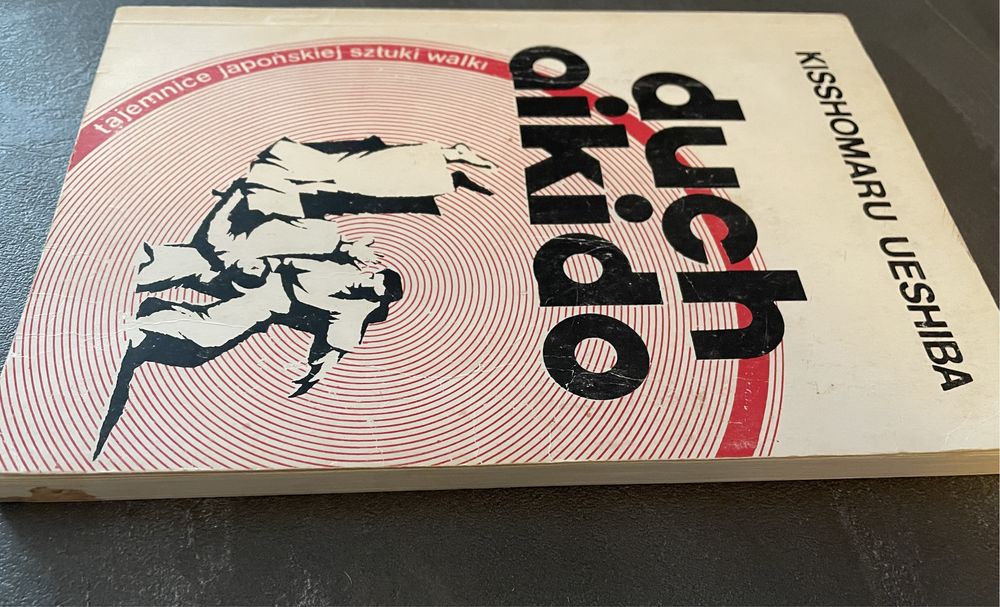 KISSHOMARU UESHIBA
duch
aikido
tajemnice japońskiej sztuki walki